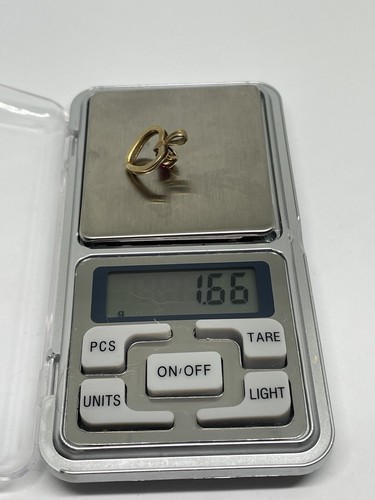 1.66
g
PCS
TARE
ON/OFF
UNITS
LIGHT